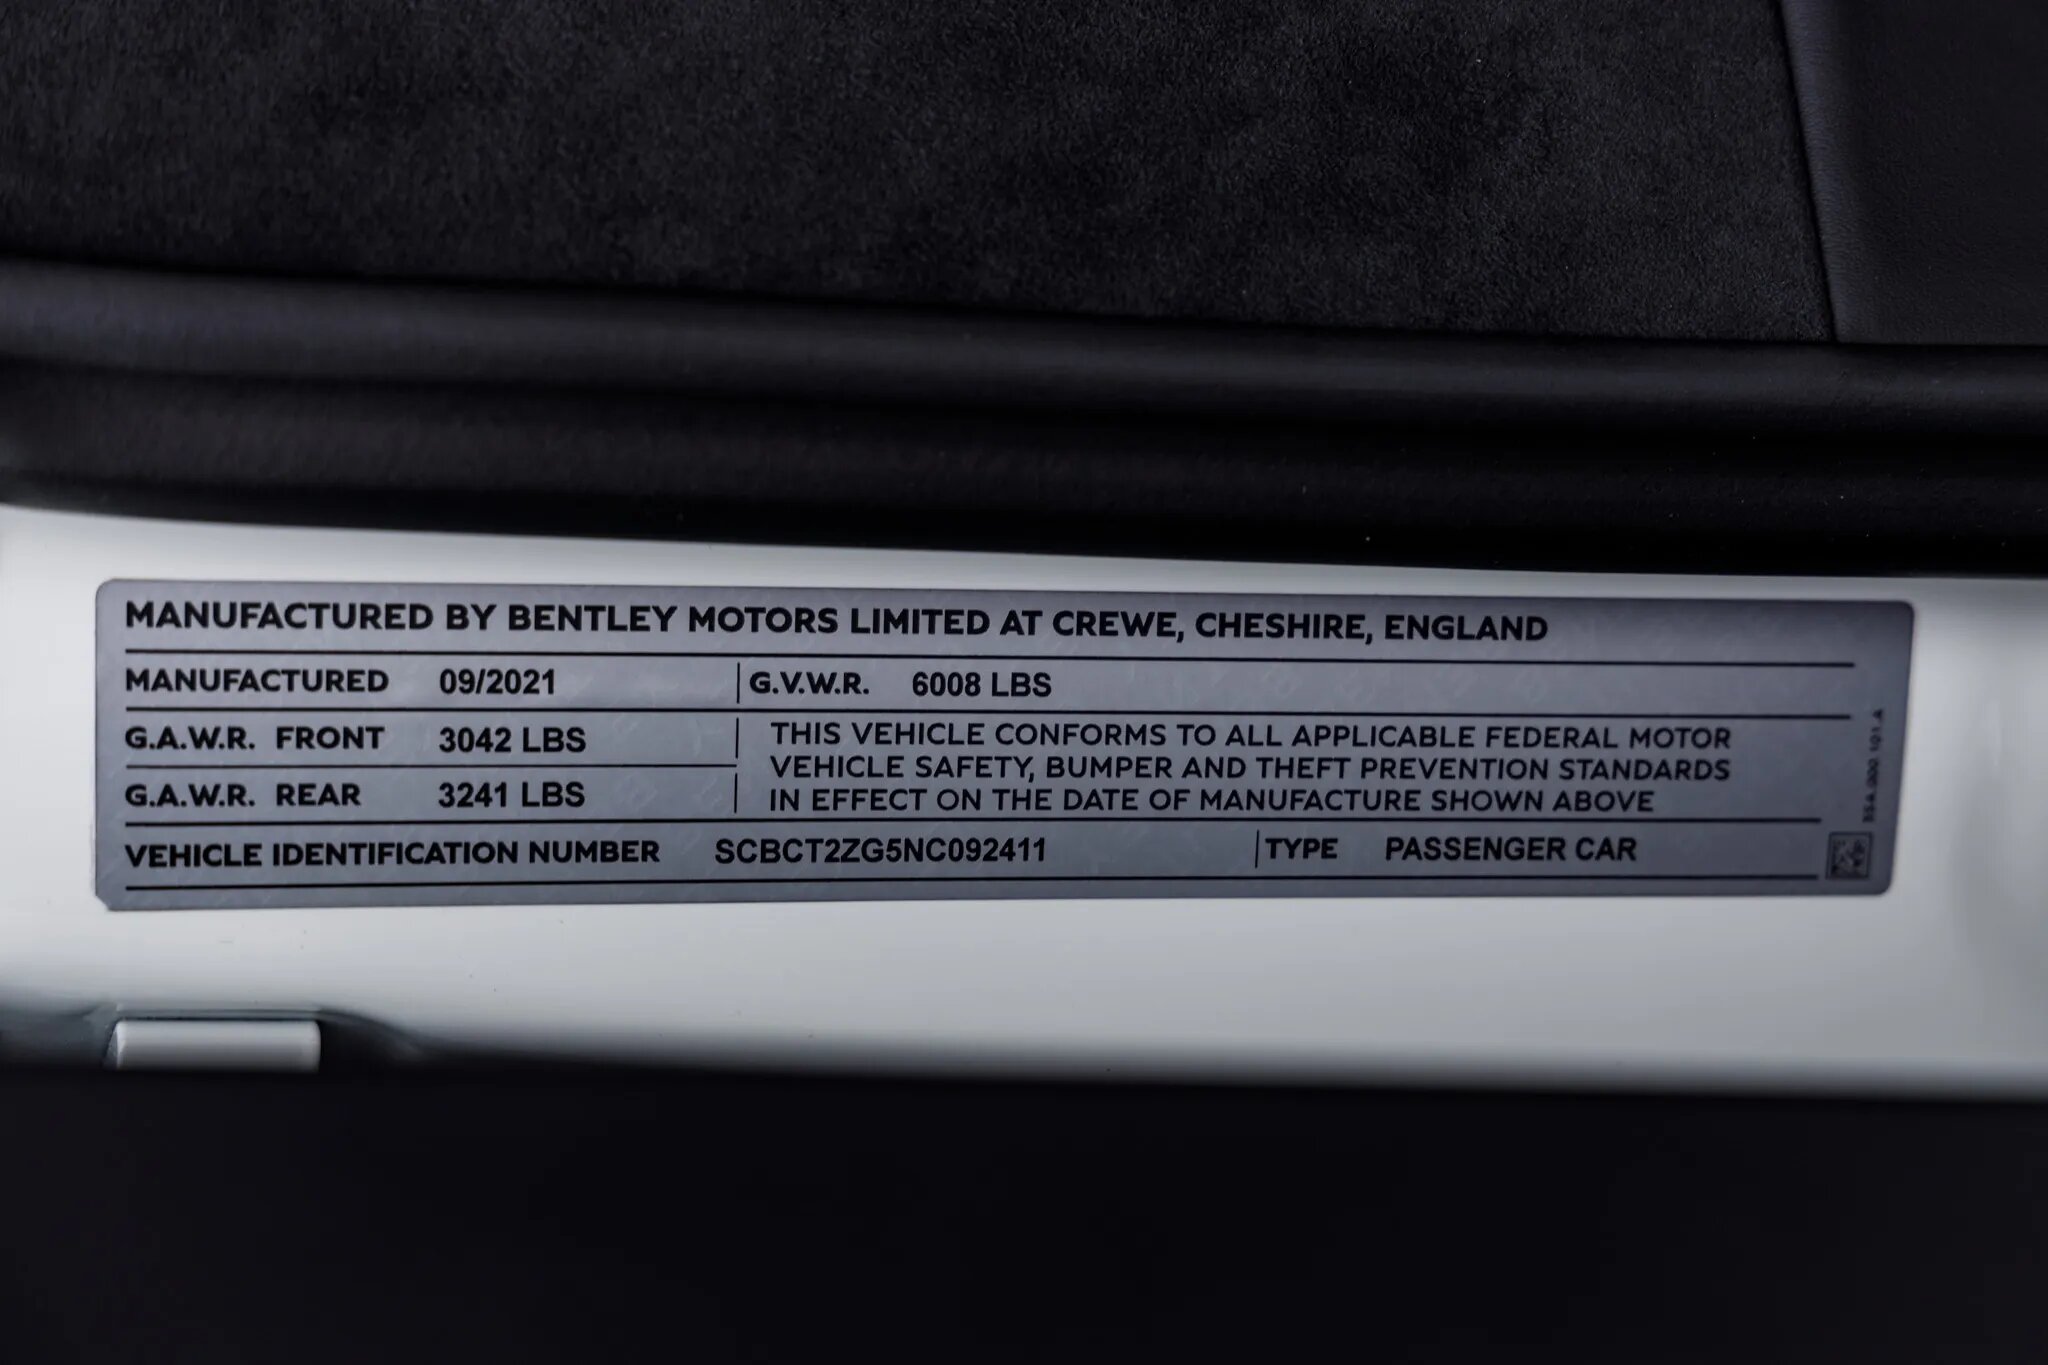 MANUFACTURED BY BENTLEY MOTORS LIMITED AT CREWE, CHESHIRE, ENGLAND
MANUFACTURED 09/2021 G.V.W.R. 6008 LBS
G.A.W.R. FRONT 3042 LBS
G.A.W.R. REAR 3241 LBS
THIS VEHICLE CONFORMS TO ALL APPLICABLE FEDERAL MOTOR
VEHICLE SAFETY, BUMPER AND THEFT PREVENTION STANDARDS
IN EFFECT ON THE DATE OF MANUFACTURE SHOWN ABOVE
VEHICLE IDENTIFICATION NUMBER SCBCT2ZG5NC092411 TYPE PASSENGER CAR